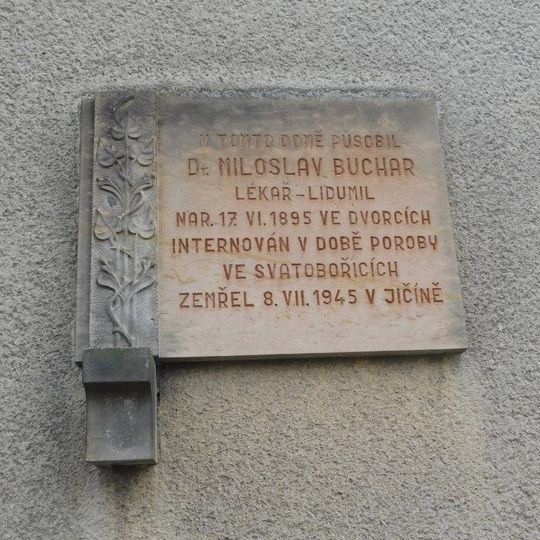 V TOMTO DOMĚ PŮSOBIL
Dr. MILOSLAV BUCHAR
LÉKAŘ-LIDUMIL
NAR. 17. VI. 1895 VE DVORCÍCH
INTERNOVÁN V DOBĚ POROBY
VE SVATOBOŘICÍCH
ZEMŘEL 8. VII. 1945 V JIČÍNĚ